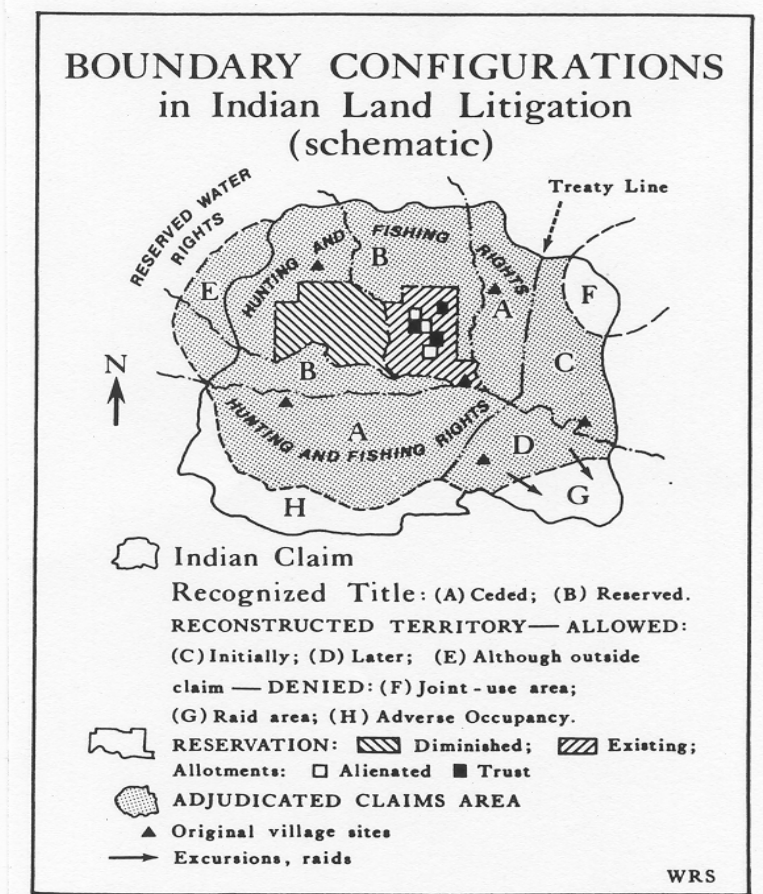 BOUNDARY CONFIGURATIONS
in Indian Land Litigation
(schematic)
Treaty Line
RESERVED WATER
RIGHTS
HUNTING AND FISHING RIGHTS
E
B
A
F
C
N
B
A
HUNTING AND FISHING RIGHTS
D
G
H
Indian Claim
Recognized Title: (A) Ceded; (B) Reserved.
RECONSTRUCTED TERRITORY — ALLOWED:
(C) Initially; (D) Later; (E) Although outside
claim — DENIED: (F) Joint-use area;
(G) Raid area; (H) Adverse Occupancy.
RESERVATION: Diminished; Existing;
Allotments: Alienated Trust
ADJUDICATED CLAIMS AREA
Original village sites
Excursions, raids
WRS